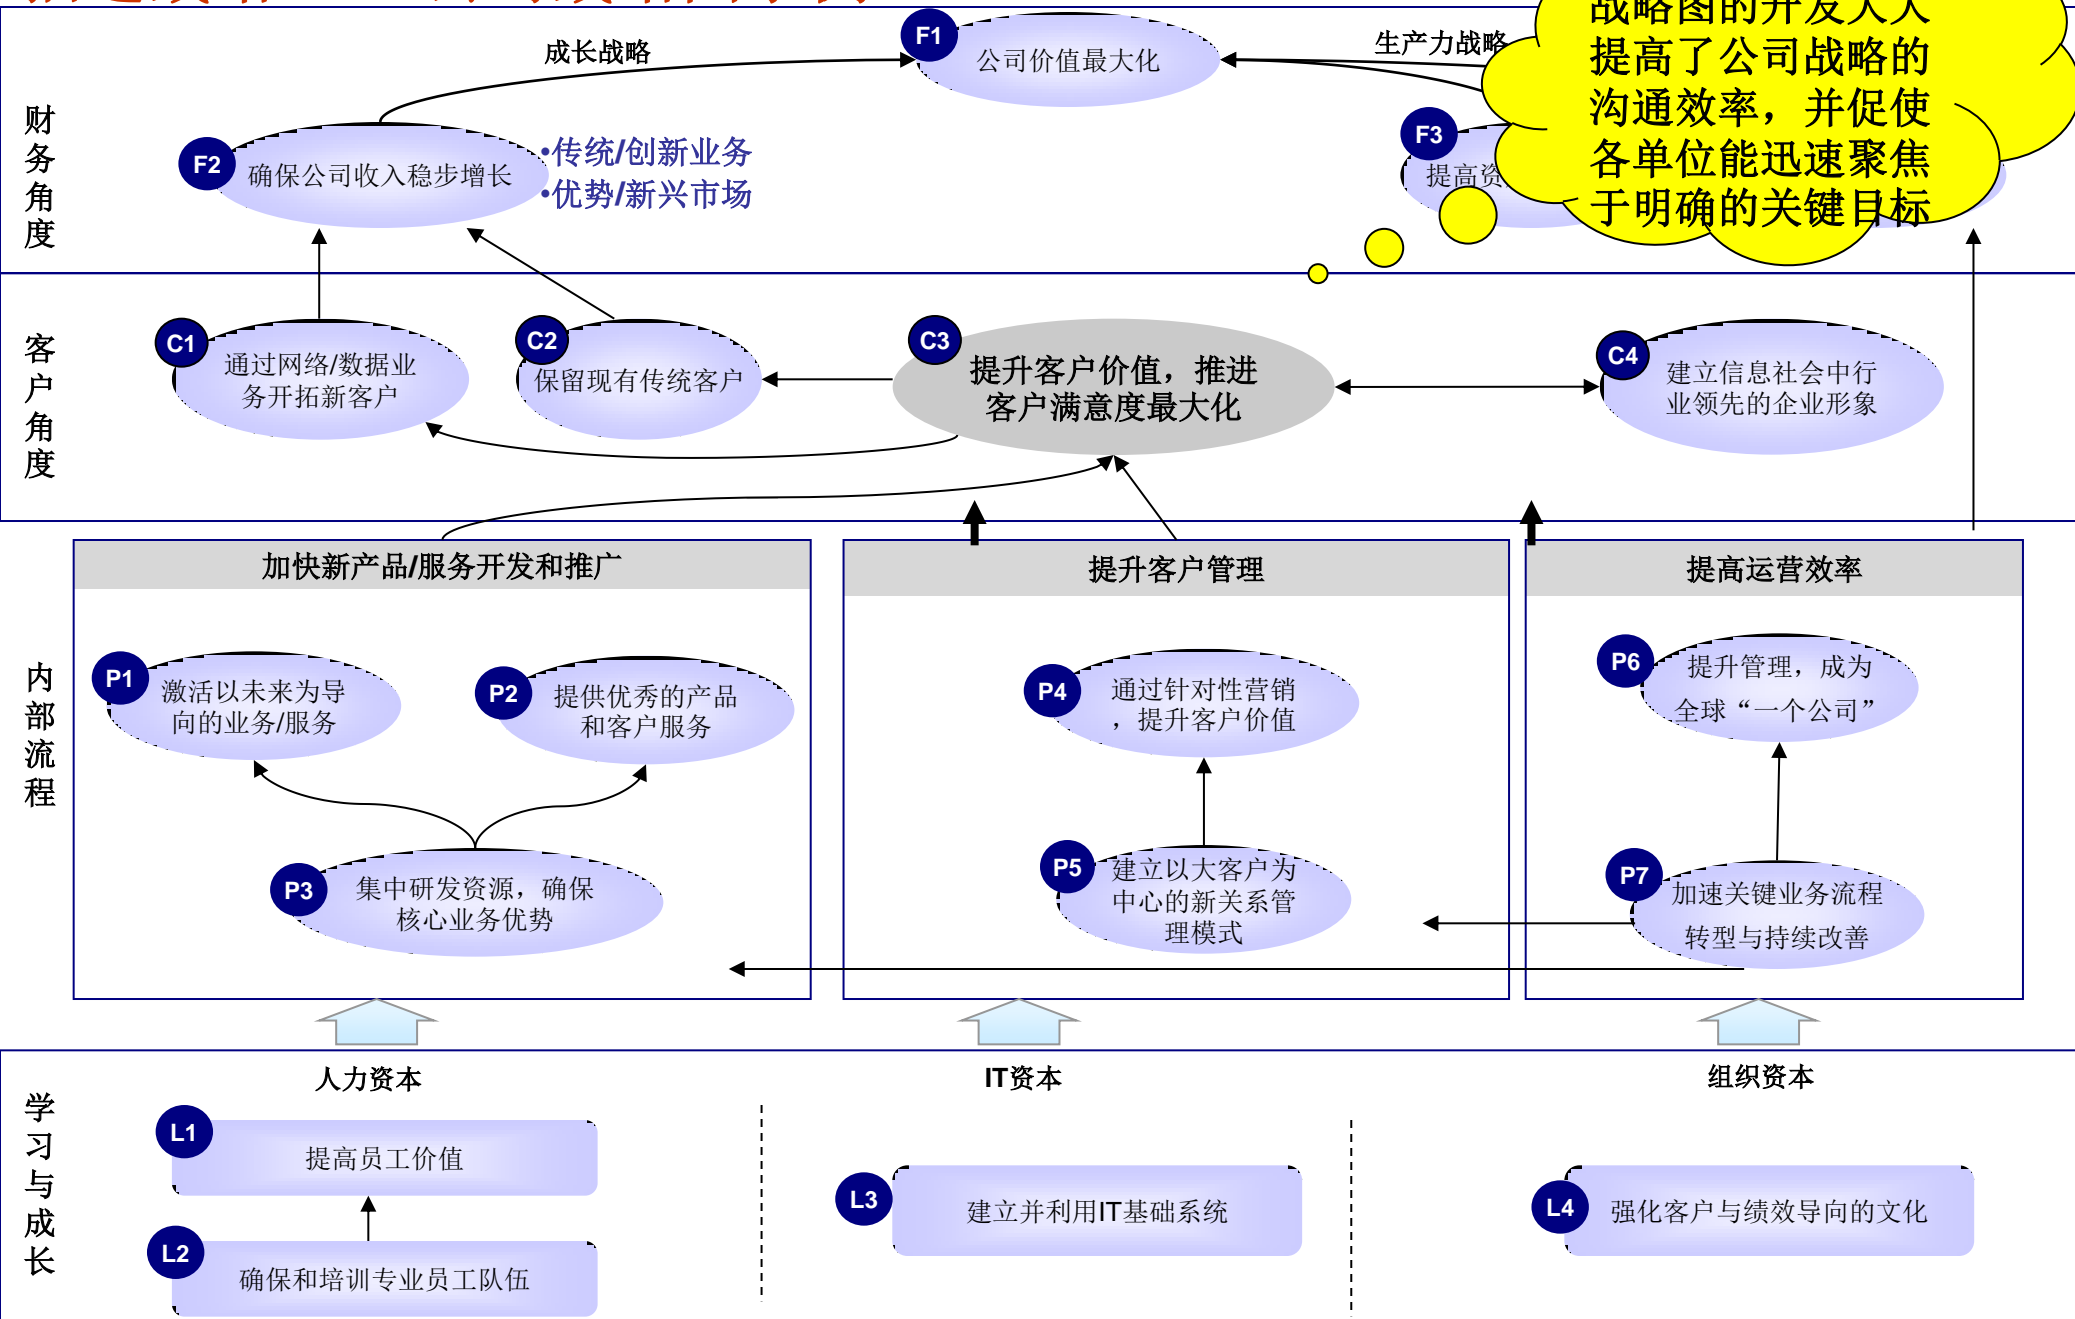 战略图的开发大大
提高了公司战略的
沟通效率，并促使
各单位能迅速聚焦
于明确的关键目标
财务角度
成长战略
生产力战略
F1
公司价值最大化
F2
确保公司收入稳步增长
•传统/创新业务
•优势/新兴市场
F3
提高资
客户角度
C1
通过网络/数据业
务开拓新客户
C2
保留现有传统客户
C3
提升客户价值，推进
客户满意度最大化
C4
建立信息社会中行
业领先的企业形象
内部流程
加快新产品/服务开发和推广
P1
激活以未来为导
向的业务/服务
P2
提供优秀的产品
和客户服务
P3
集中研发资源，确保
核心业务优势
提升客户管理
P4
通过针对性营销
，提升客户价值
P5
建立以大客户为
中心的新关系管
理模式
提高运营效率
P6
提升管理，成为
全球“一个公司”
P7
加速关键业务流程
转型与持续改善
学习与成长
人力资本
L1
提高员工价值
L2
确保和培训专业员工队伍
IT资本
L3
建立并利用IT基础系统
组织资本
L4
强化客户与绩效导向的文化